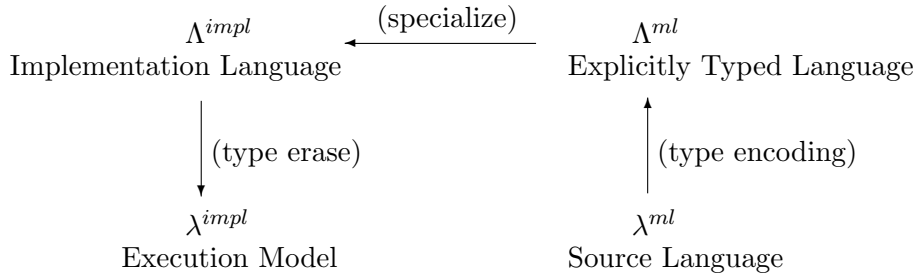 (specialize)
Λ^{impl} Λ^{ml}
Implementation Language Explicitly Typed Language
(type erase) (type encoding)
λ^{impl} λ^{ml}
Execution Model Source Language